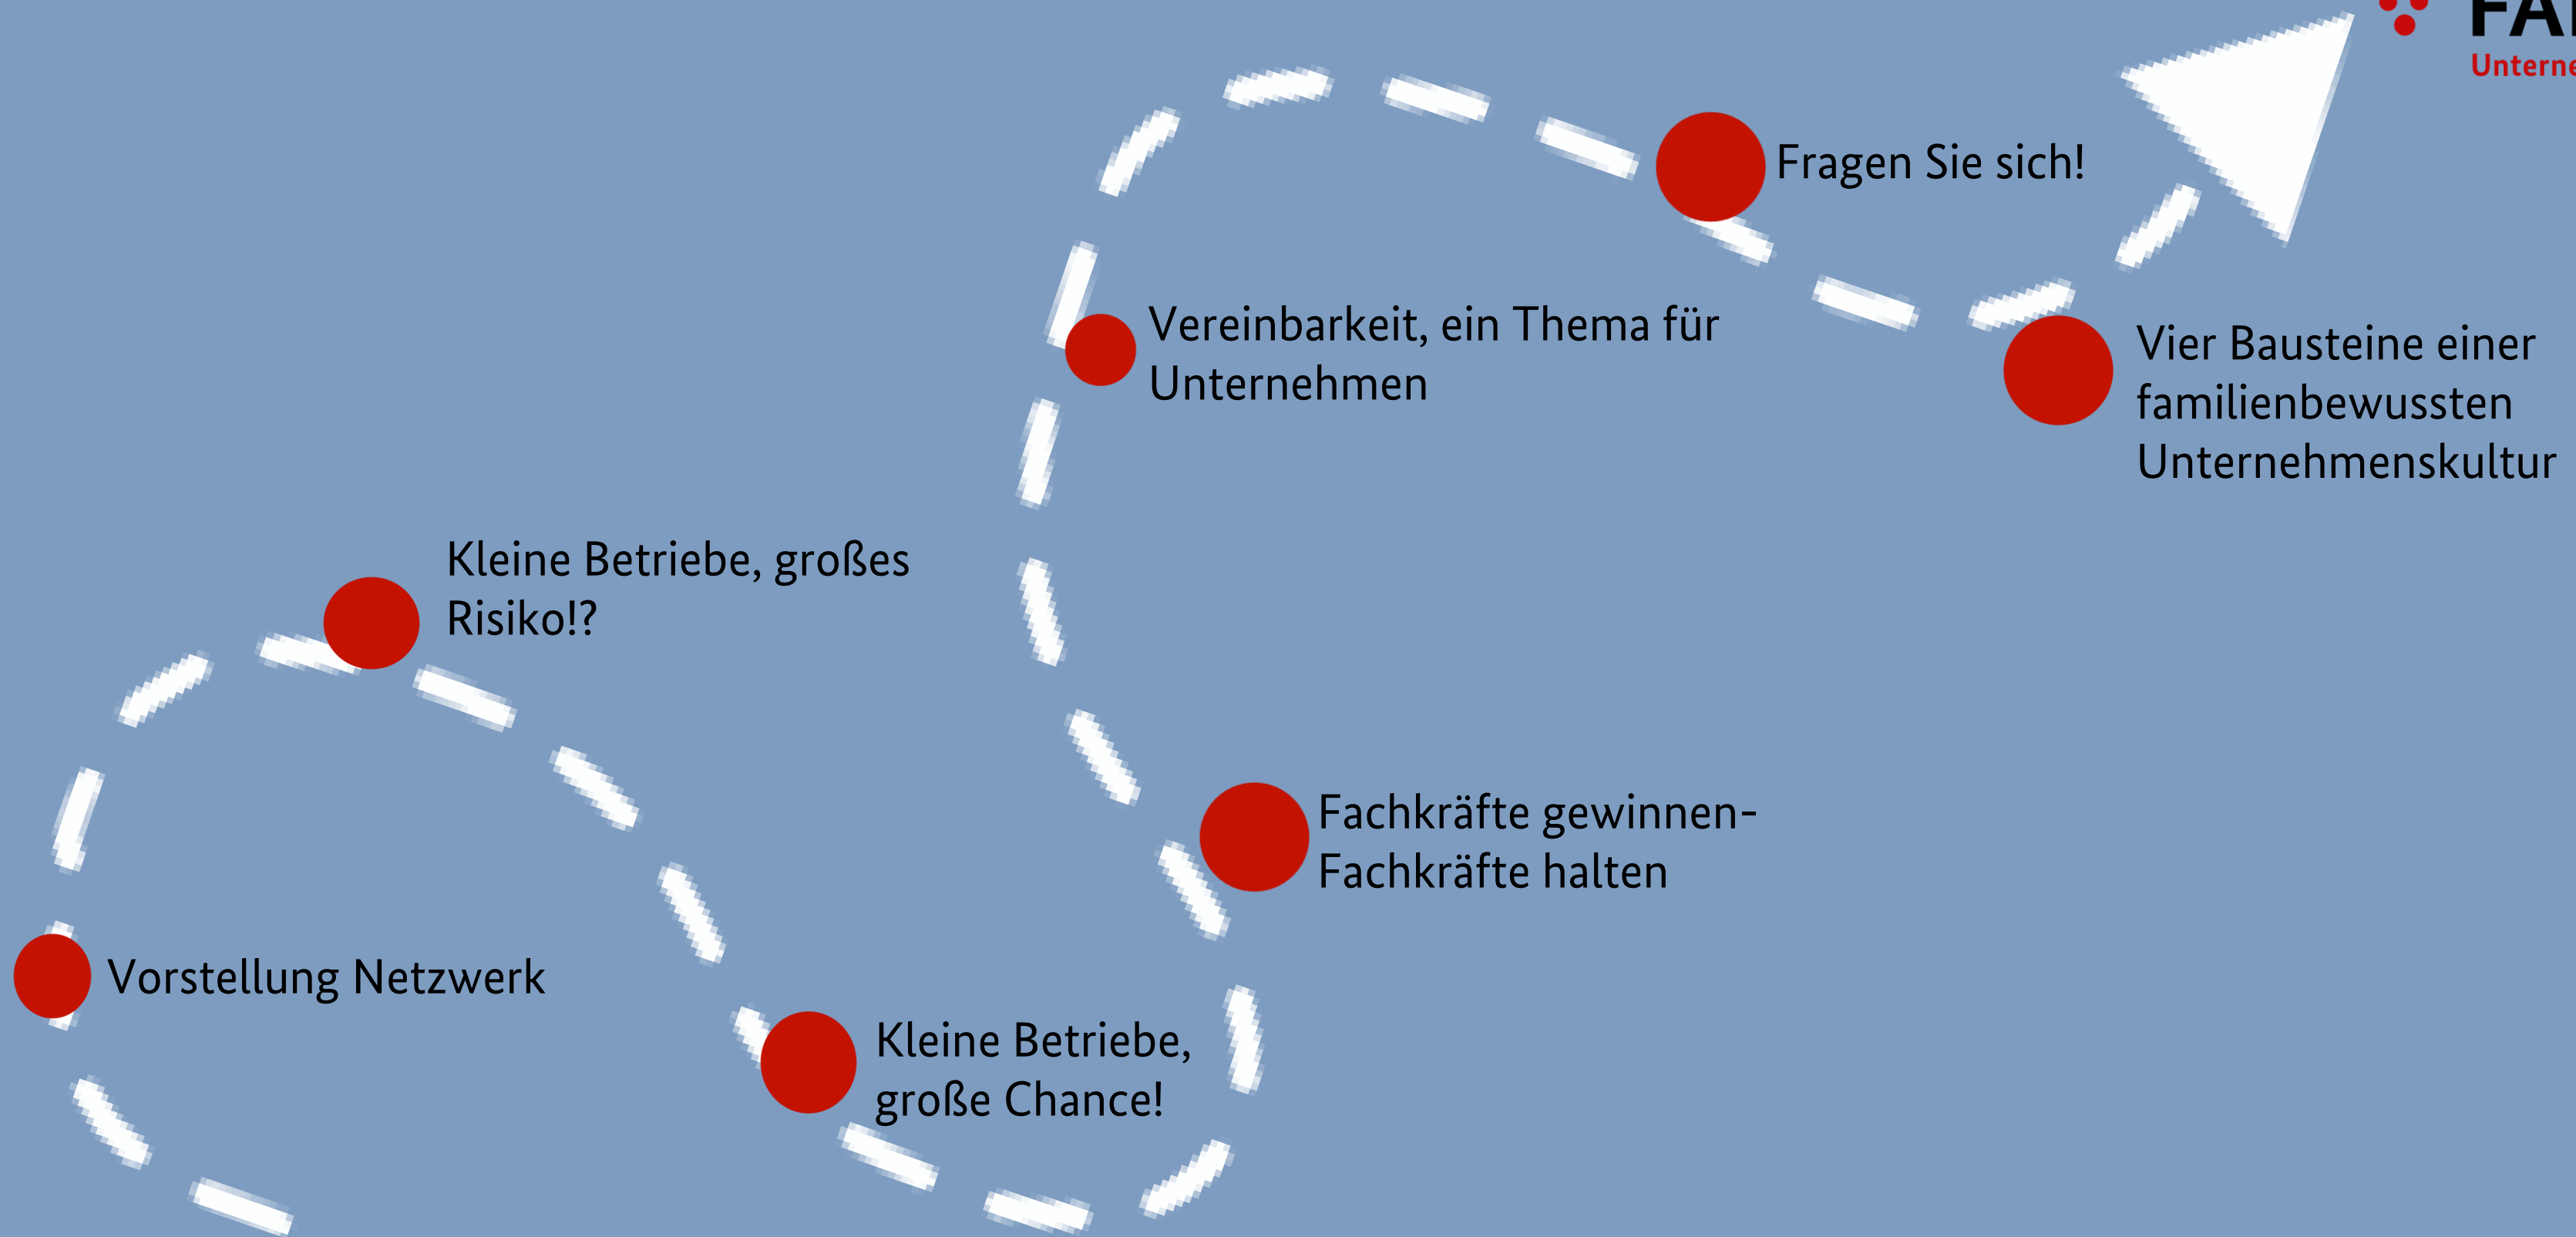 Fragen Sie sich!
Vereinbarkeit, ein Thema für
Unternehmen
Vier Bausteine einer
familienbewussten
Unternehmenskultur
Kleine Betriebe, großes
Risiko!?
Fachkräfte gewinnen-
Fachkräfte halten
Vorstellung Netzwerk
Kleine Betriebe,
große Chance!